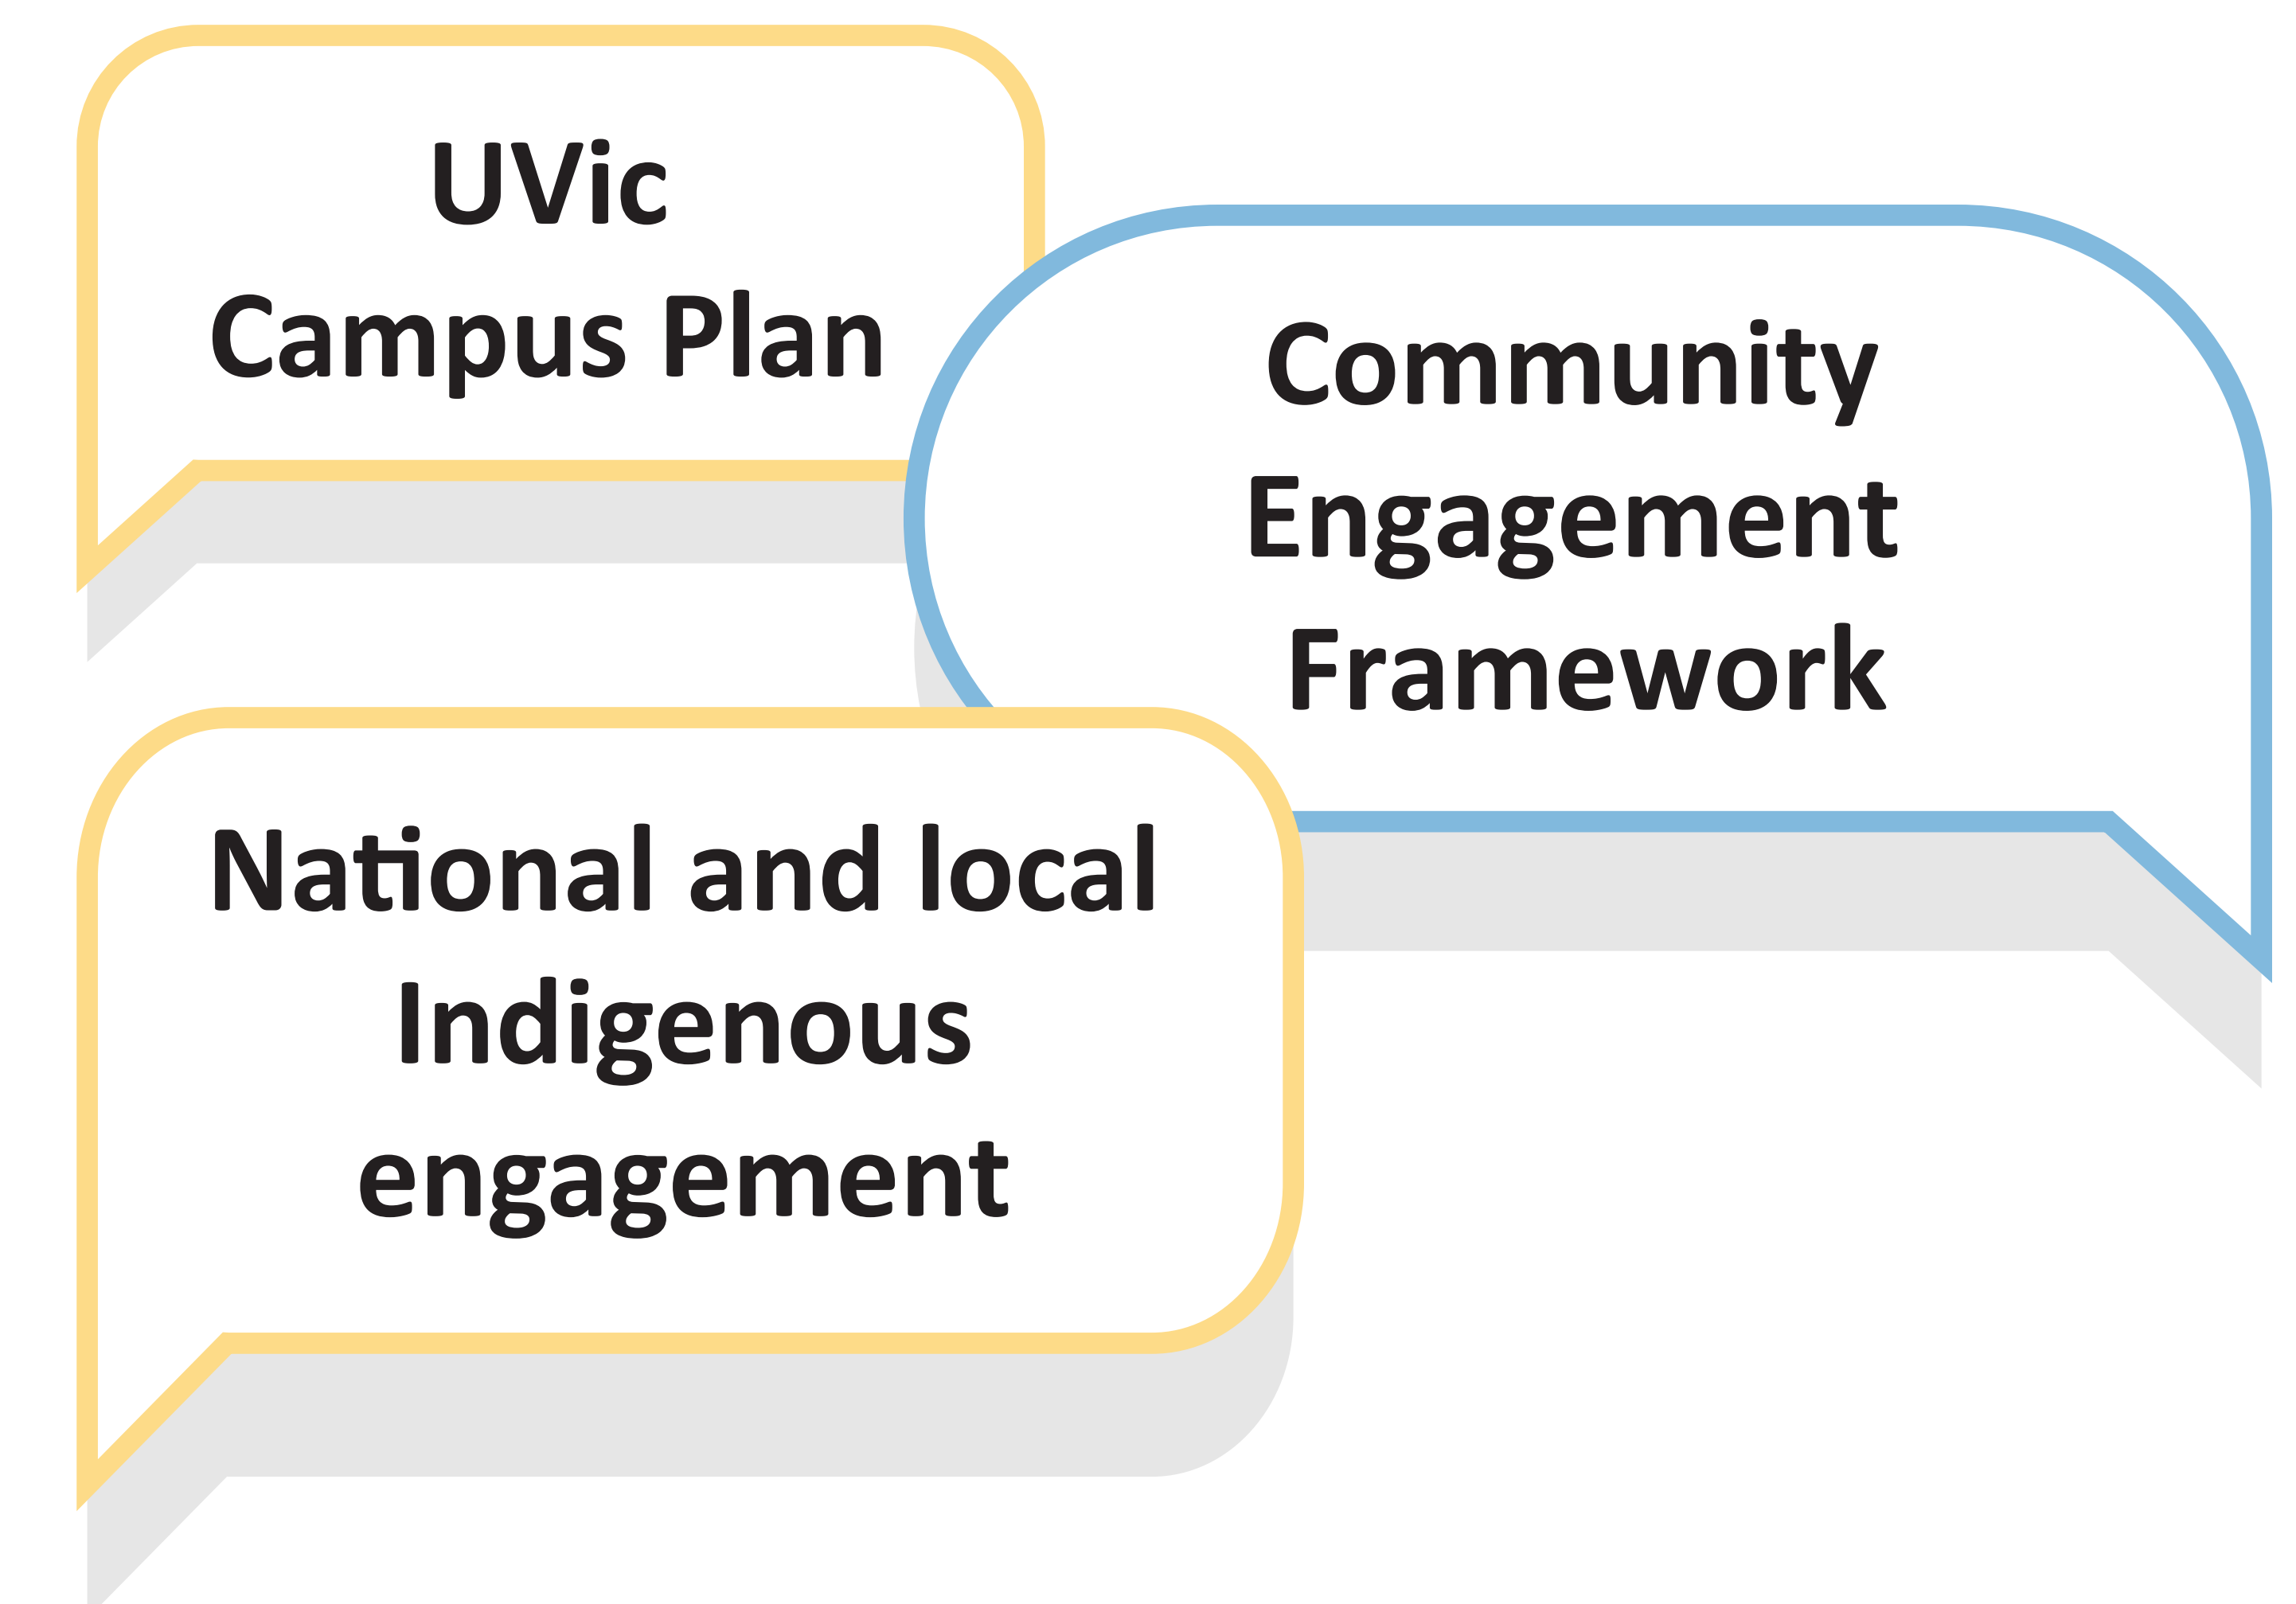 UVic
Campus Plan
Community
Engagement
Framework
National and local
Indigenous
engagement